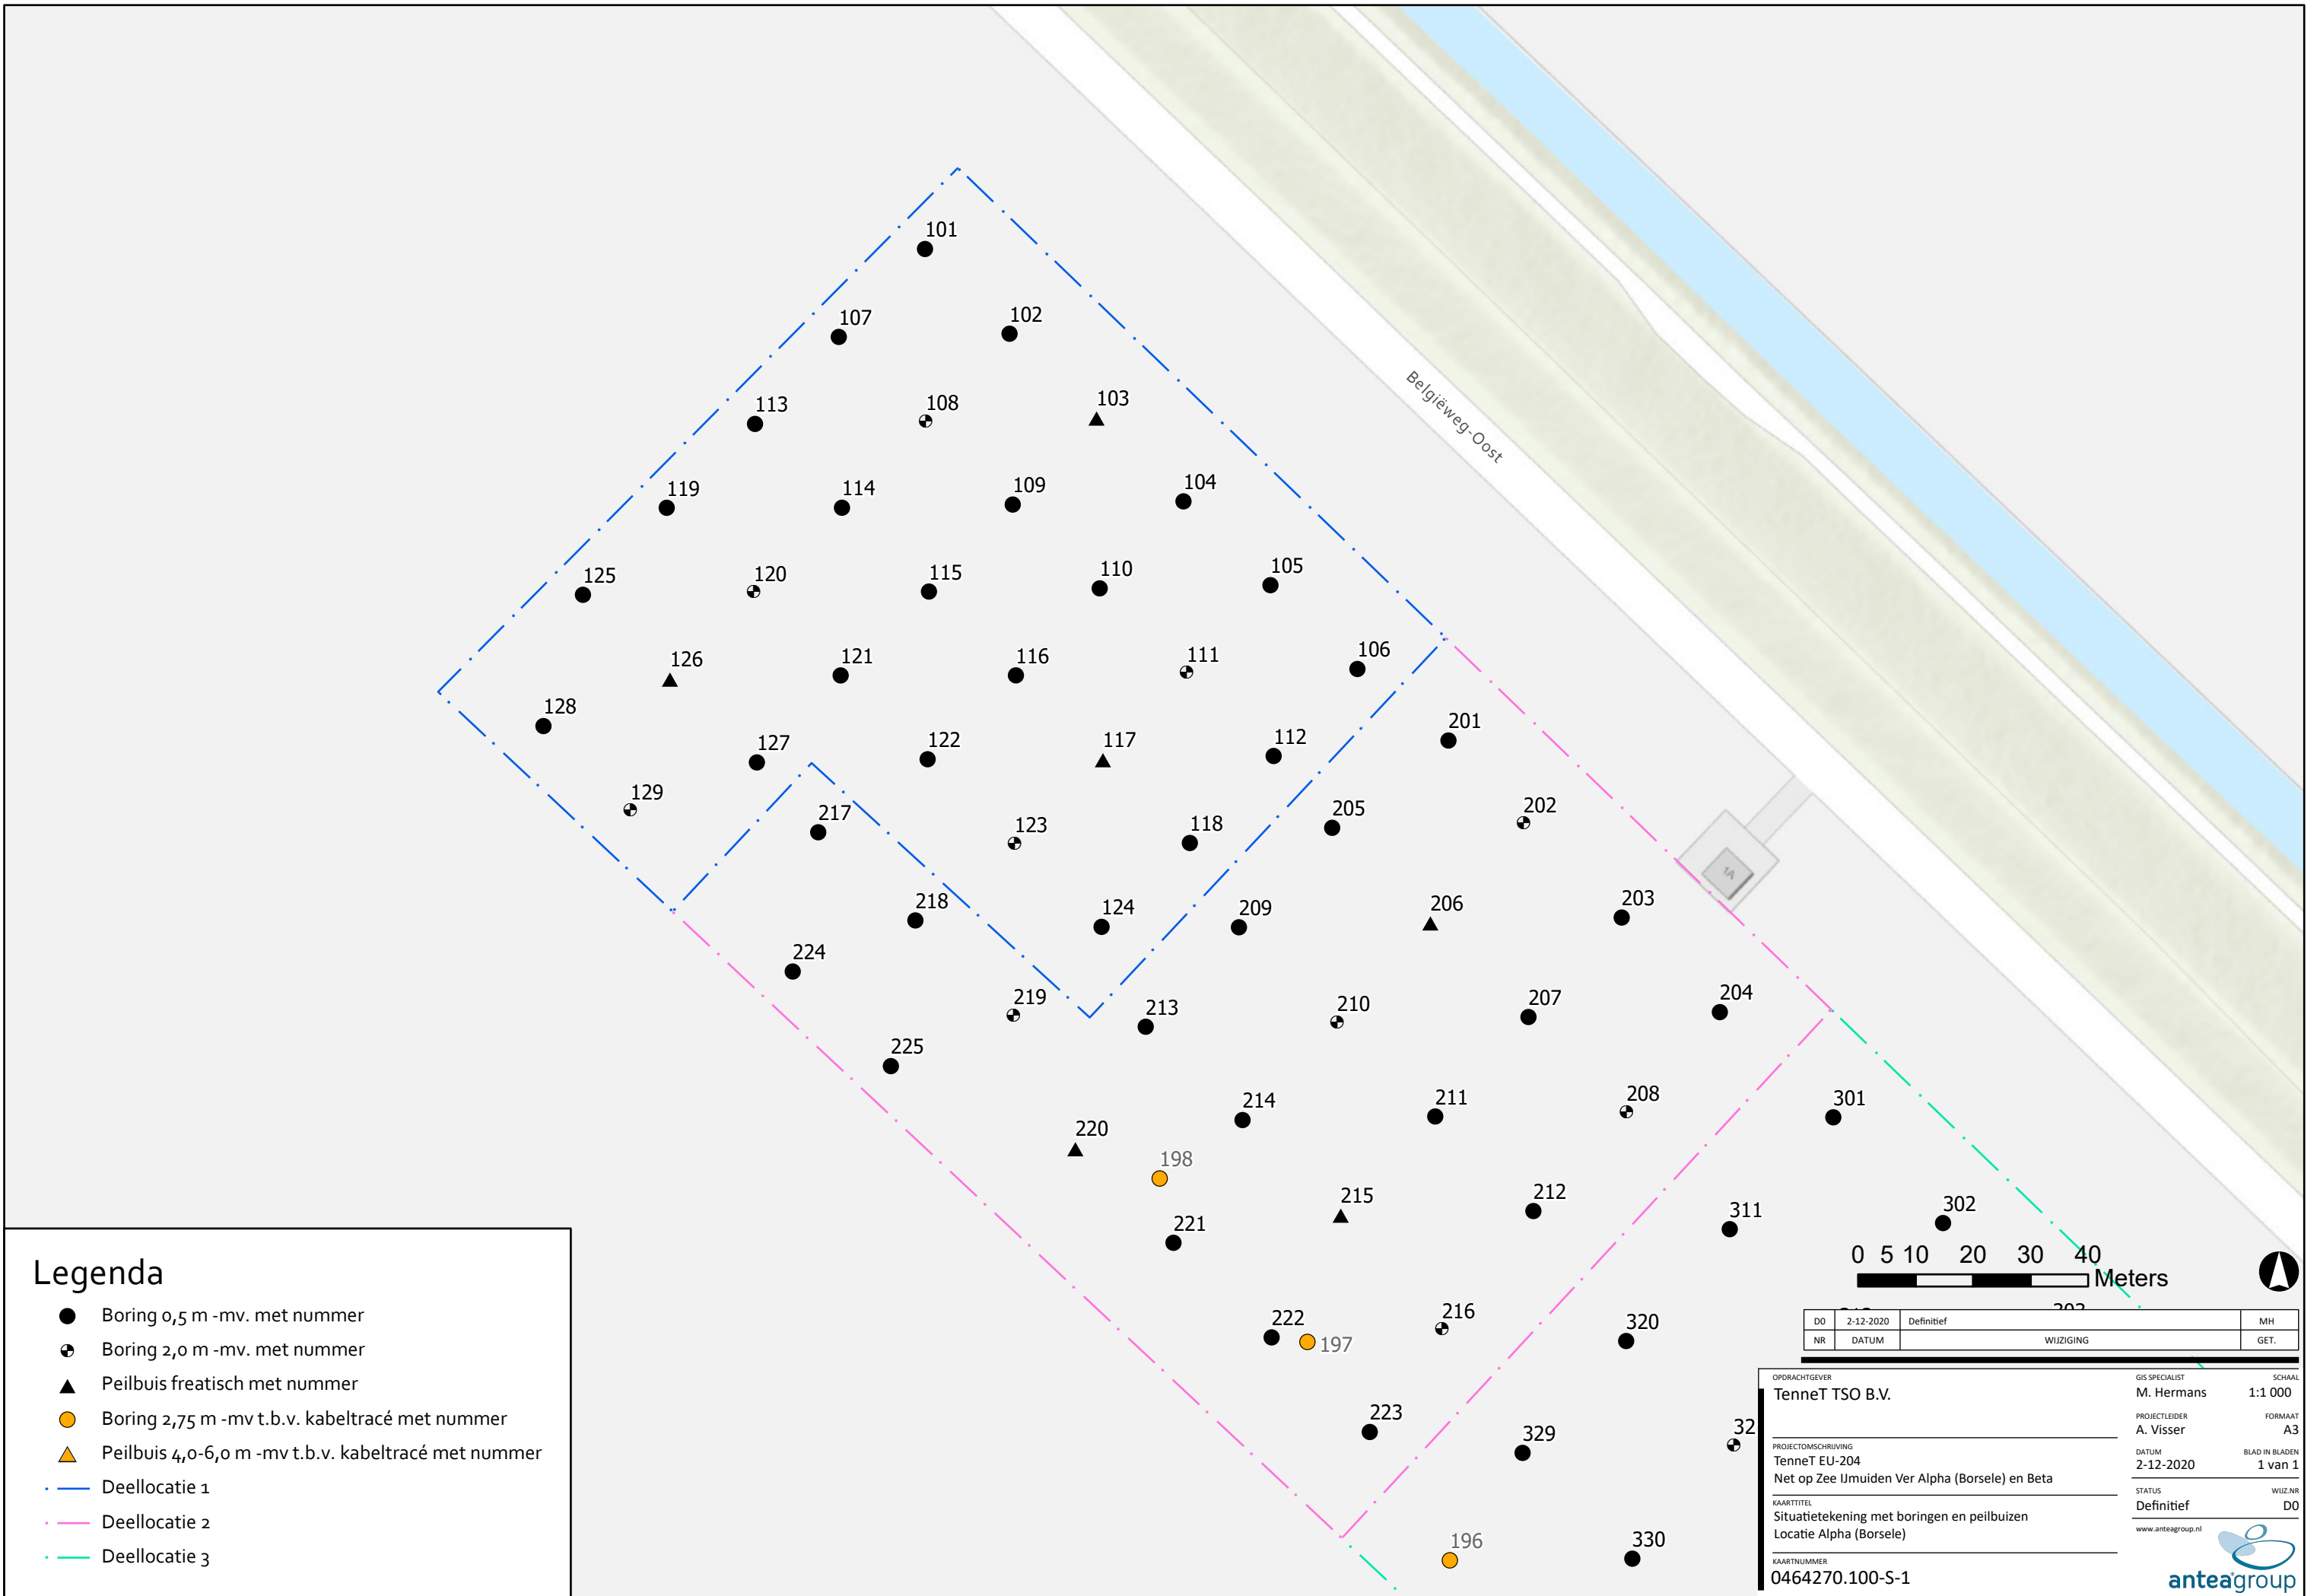 101
107
102
113
108
103
Belgiëweg-Oost
119
114
109
104
125
120
115
110
105
126
121
116
111
106
128
127
122
117
112
201
129
217
123
118
205
202
1A
218
124
209
206
203
224
219
213
210
207
204
225
214
211
208
301
220
198
215
212
311
302
221
222
197
216
320
223
329
32
196
330
0 5 10 20 30 40
Meters
Legenda
Boring 0,5 m -mv. met nummer
Boring 2,0 m -mv. met nummer
Peilbuis freatisch met nummer
Boring 2,75 m -mv t.b.v. kabeltracé met nummer
Peilbuis 4,0-6,0 m -mv t.b.v. kabeltracé met nummer
Deellocatie 1
Deellocatie 2
Deellocatie 3
D0 2-12-2020 Definitief MH
NR DATUM WIJZIGING GET.
OPDRACHTGEVER
TenneT TSO B.V.
PROJECTOMSCHRIJVING
TenneT EU-204
Net op Zee IJmuiden Ver Alpha (Borsele) en Beta
KAARTTITEL
Situatietekening met boringen en peilbuizen
Locatie Alpha (Borsele)
KAARTNUMMER
0464270.100-S-1
GIS SPECIALIST SCHAAL
M. Hermans 1:1 000
PROJECTLEIDER FORMAAT
A. Visser A3
DATUM BLAD IN BLADEN
2-12-2020 1 van 1
STATUS WIJZ.NR
Definitief D0
www.anteagroup.nl
anteagroup